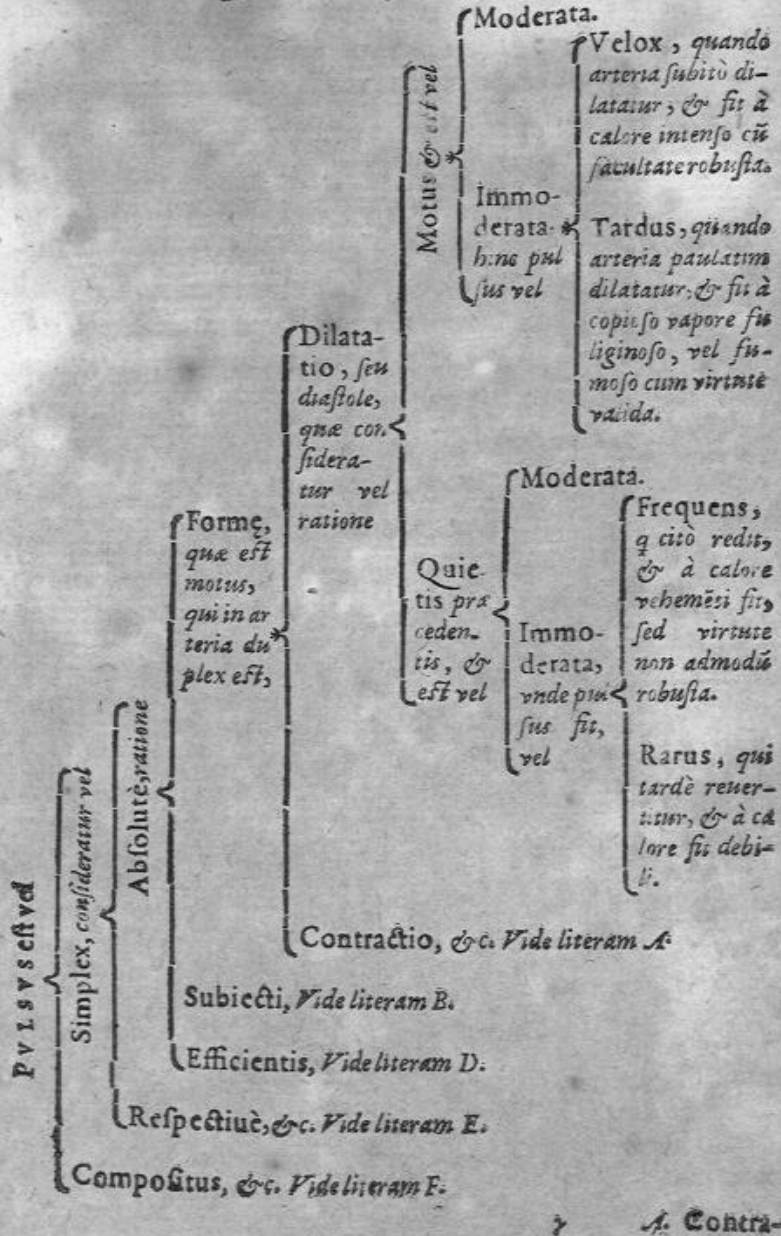 PVLSVS est vel
Simplex, consideratur vel
Absolutè, ratione
Formę,
quæ est
motus,
qui in ar
teria du
plex est,
Dilata-
tio, seu
diastole,
quæ con
sidera-
tur vel
ratione
Motus & est vel
Moderata.
Immo-
derata.
hinc pul
sus vel
Velox, quando
arteria subitò di-
latatur, & fit à
calore intenso cũ
facultate robusta.
Tardus, quando
arteria paulatim
dilatatur, & fit à
copioso vapore fu
liginoso, vel fu-
moso cum virtute
valida.
Quie-
tis præ
ceden-
tis, &
est vel
Moderata.
Immo-
derata,
vnde pul
sus fit,
vel
Frequens,
q citò redit,
& à calore
vehemẽti fit,
sed virtute
non admodũ
robusta.
Rarus, qui
tardè reuer-
titur, & à ca
lore fit debi-
li.
Contractio, &c. Vide literam A.
Subiecti, Vide literam B.
Efficientis, Vide literam D.
Respectiuè, &c. Vide literam E.
Compositus, &c. Vide literam F.
A. Contra-